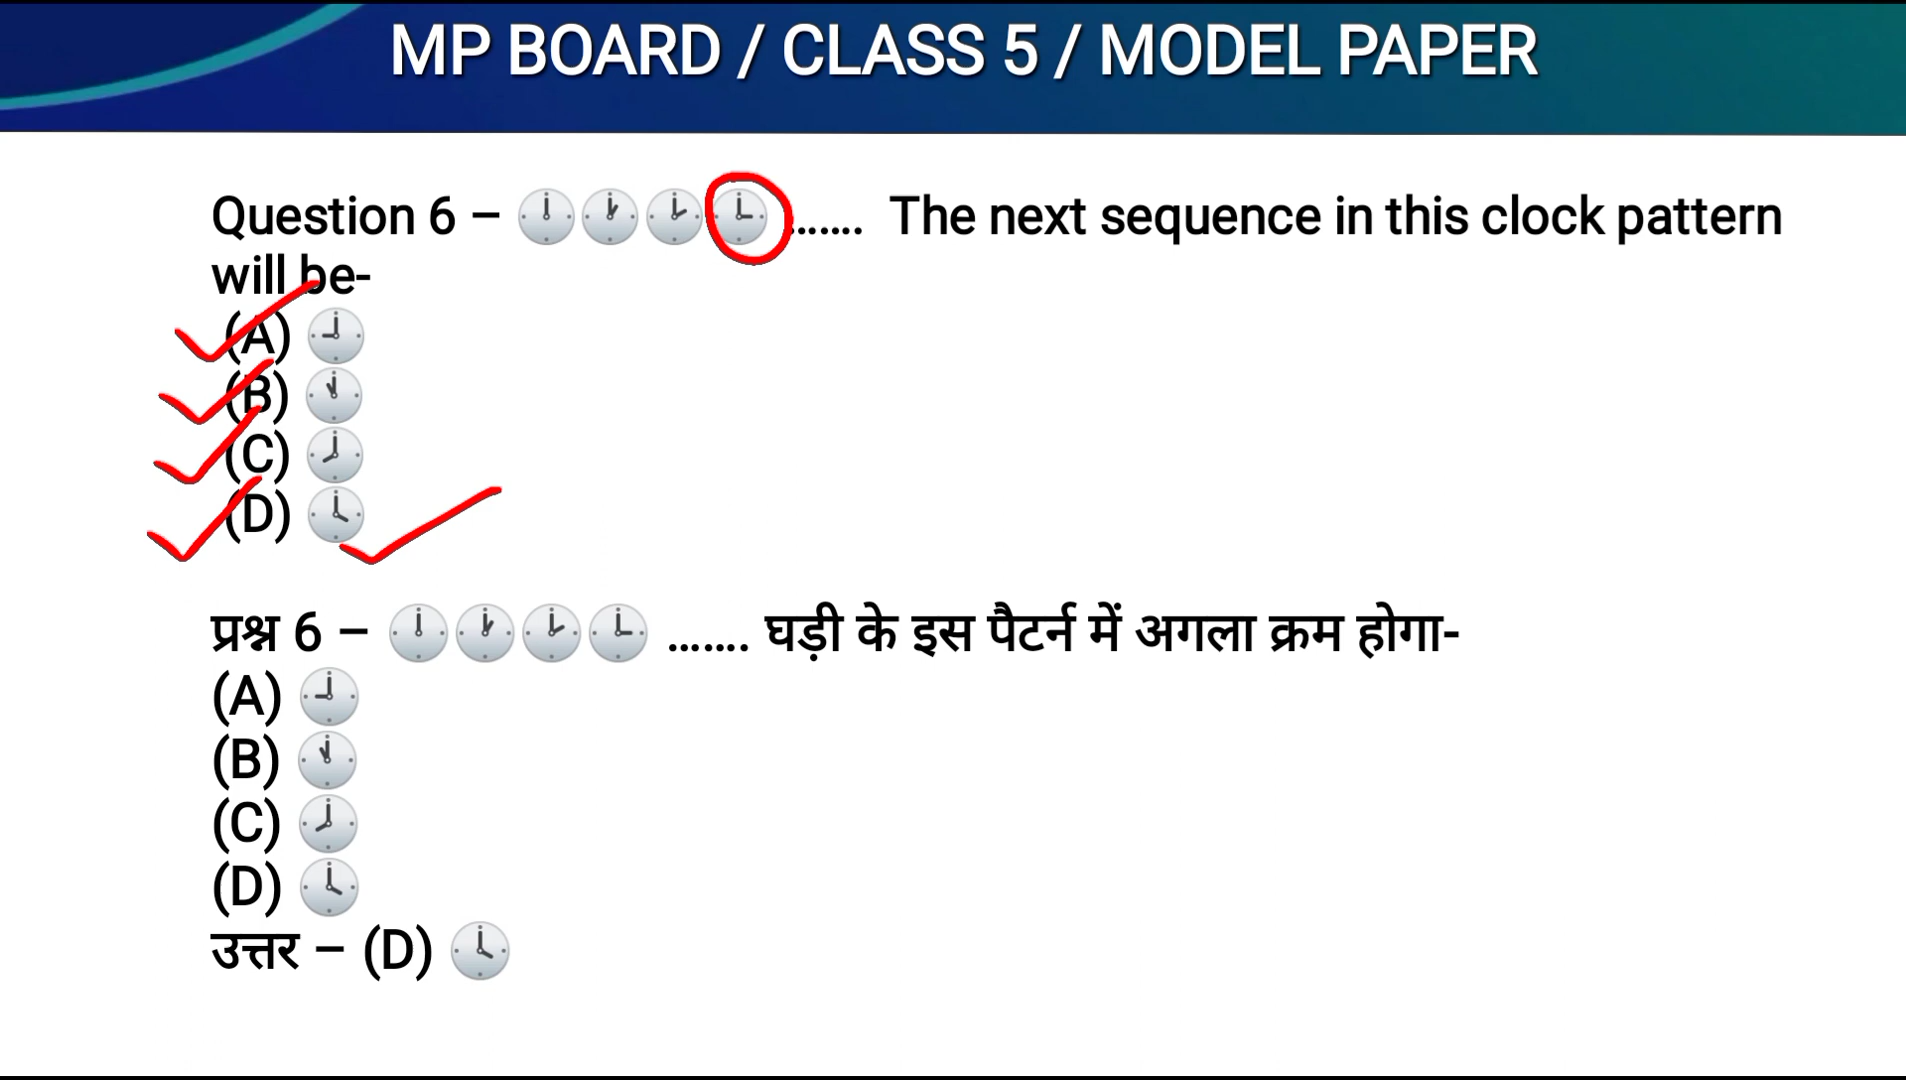 MP BOARD / CLASS 5 / MODEL PAPER
Question 6 – 🕛🕐🕑🕒....... The next sequence in this clock pattern
will be-
(A) 🕘
(B) 🕚
(C) 🕗
(D) 🕓
प्रश्न 6 – 🕛🕐🕑🕒 ....... घड़ी के इस पैटर्न में अगला क्रम होगा-
(A) 🕘
(B) 🕚
(C) 🕗
(D) 🕓
उत्तर – (D) 🕓